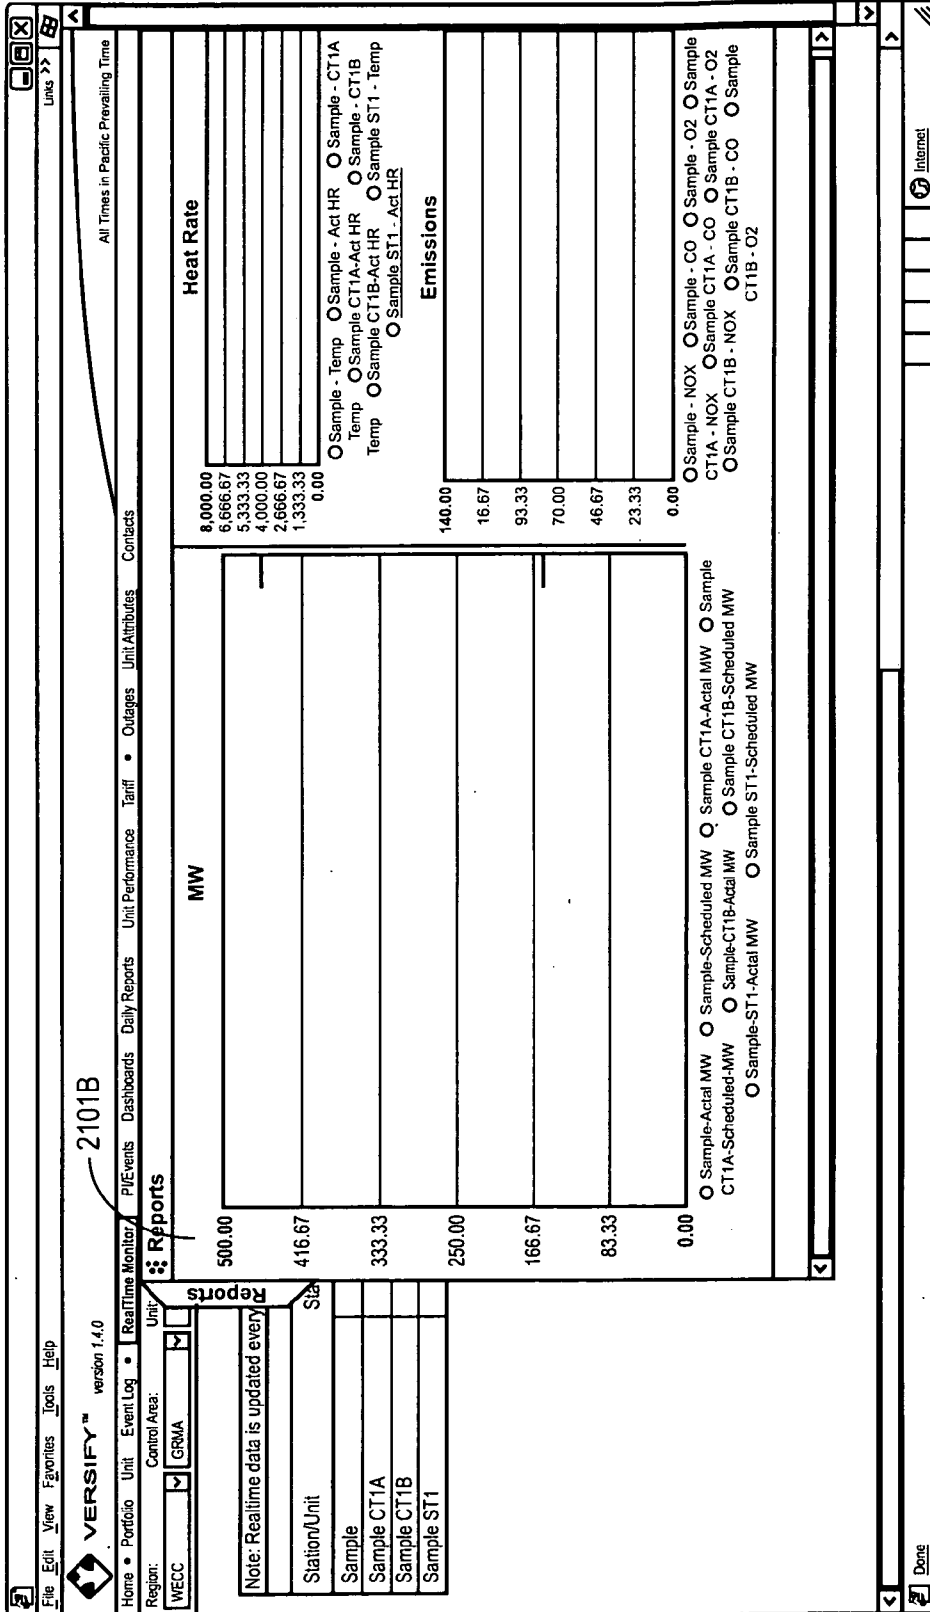 File Edit View Favorites Tools Help
Links >>
VERSIFY™ version 1.4.0
2101B
All Times in Pacific Prevailing Time
Home • Portfolio Unit Event Log • RealTime Monitor PI/Events Dashboards Daily Reports Unit Performance Tariff • Outages Unit Attributes Contacts
Region: Control Area: Unit:
WECC GRMA
Reports
Reports
Note: Realtime data is updated every
Station/Unit Sta
Sample
Sample CT1A
Sample CT1B
Sample ST1
MW
500.00
416.67
333.33
250.00
166.67
83.33
0.00
Sample-Actal MW Sample-Scheduled MW Sample CT1A-Actal MW Sample
CT1A-Scheduled-MW Sample-CT1B-Actal MW Sample CT1B-Scheduled MW
Sample-ST1-Actal MW Sample ST1-Scheduled MW
Heat Rate
8,000.00
6,666.67
5,333.33
4,000.00
2,666.67
1,333.33
0.00
Sample - Temp Sample - Act HR Sample - CT1A
Temp Sample CT1A-Act HR Sample - CT1B
Temp Sample CT1B-Act HR Sample ST1 - Temp
Sample ST1 - Act HR
Emissions
140.00
16.67
93.33
70.00
46.67
23.33
0.00
Sample - NOX Sample - CO Sample - O2 Sample
CT1A - NOX Sample CT1A - CO Sample CT1A - O2
Sample CT1B - NOX Sample CT1B - CO Sample
CT1B - O2
Done
Internet